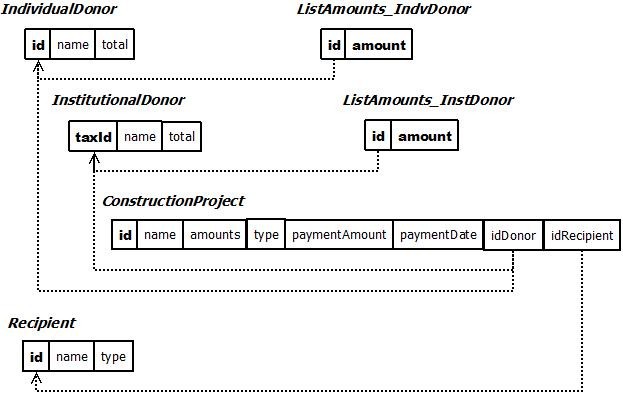 IndividualDonor ListAmounts_IndvDonor
id name total id amount
InstitutionalDonor ListAmounts_InstDonor
taxId name total id amount
ConstructionProject
id name amounts type paymentAmount paymentDate idDonor idRecipient
Recipient
id name type